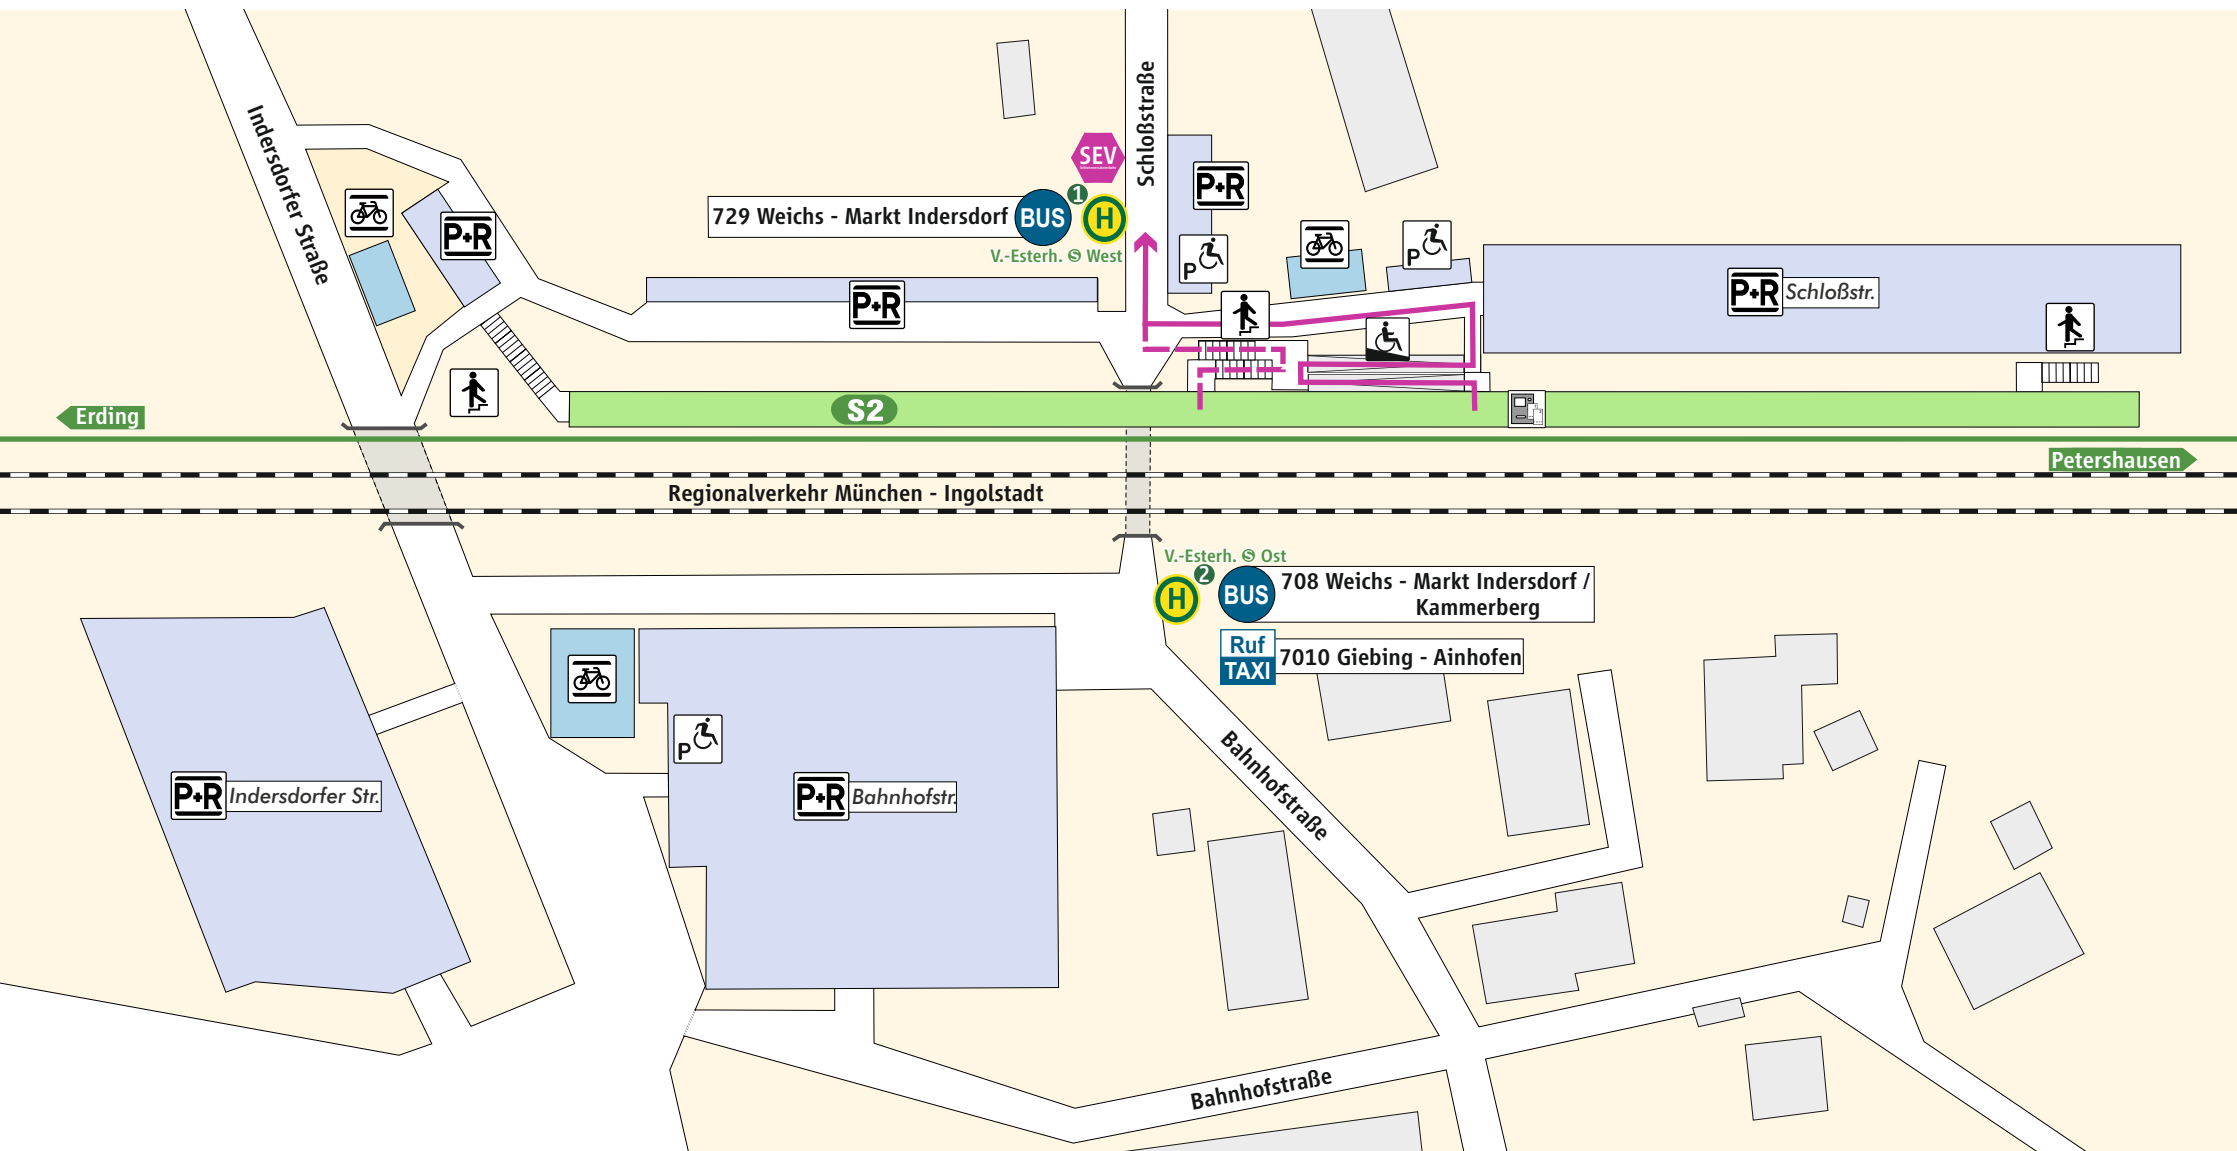 Indersdorfer Straße
Schloßstraße
SEV
P+R
1
729 Weichs - Markt Indersdorf
BUS
H
V.-Esterh. S West
P+R
P
P
P+R
P+R Schloßstr.
S2
Erding
Petershausen
Regionalverkehr München - Ingolstadt
V.-Esterh. S Ost
2
H
BUS
708 Weichs - Markt Indersdorf /
Kammerberg
Ruf
TAXI
7010 Giebing - Ainhofen
P
P+R Indersdorfer Str.
P+R Bahnhofstr.
Bahnhofstraße
Bahnhofstraße